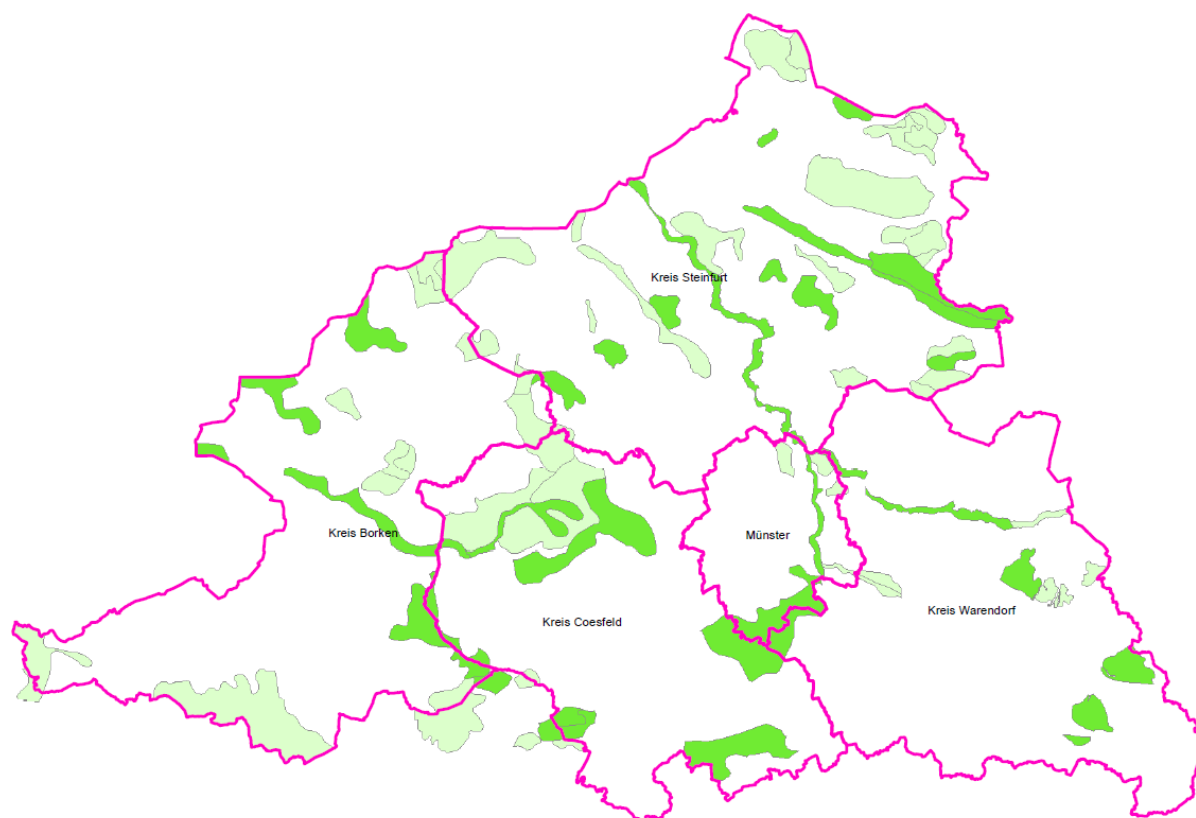 Kreis Steinfurt
Kreis Borken
Münster
Kreis Coesfeld
Kreis Warendorf